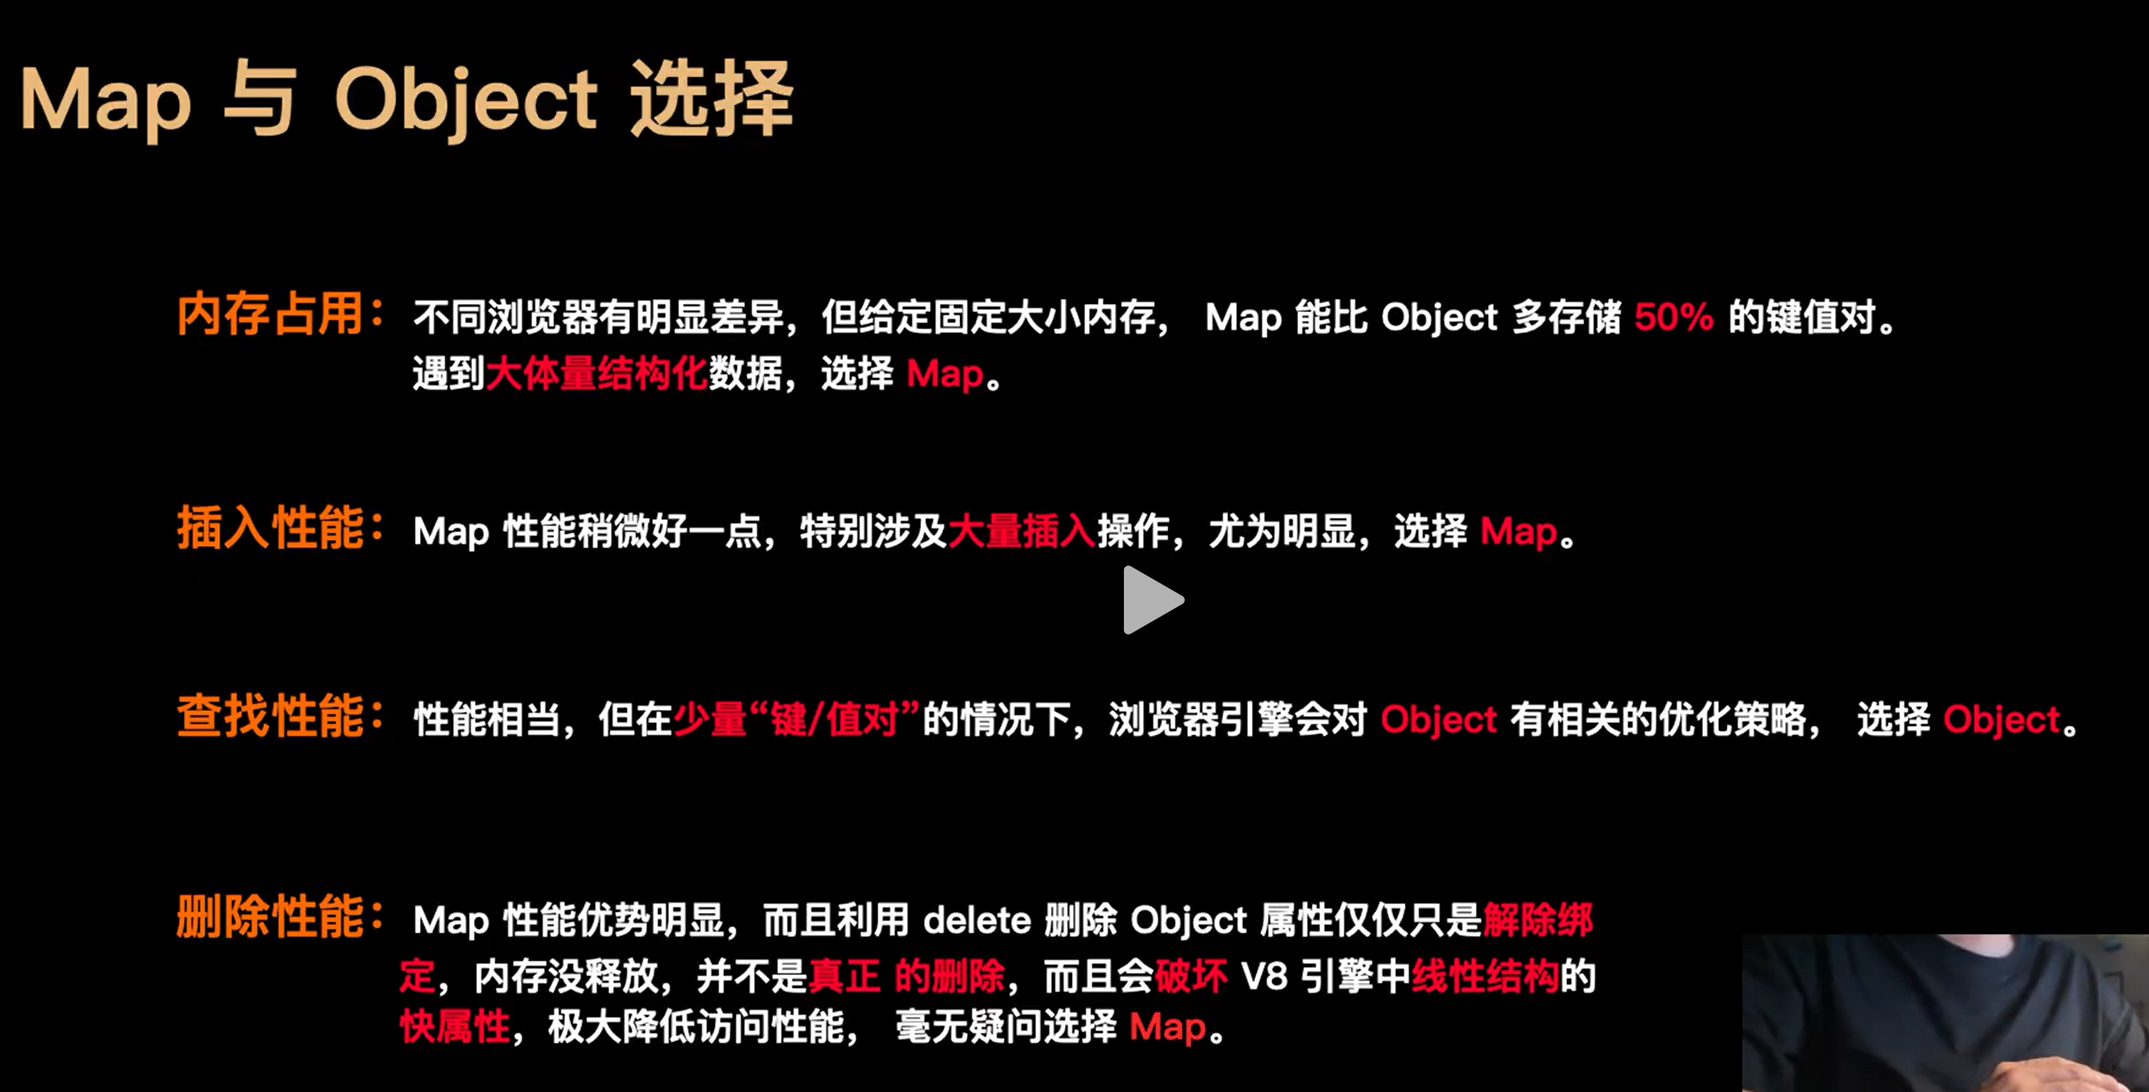 Map 与 Object 选择
内存占用：不同浏览器有明显差异，但给定固定大小内存， Map 能比 Object 多存储 50% 的键值对。
遇到大体量结构化数据，选择 Map。
插入性能：Map 性能稍微好一点，特别涉及大量插入操作，尤为明显，选择 Map。
查找性能：性能相当，但在少量“键/值对”的情况下，浏览器引擎会对 Object 有相关的优化策略， 选择 Object。
删除性能：Map 性能优势明显，而且利用 delete 删除 Object 属性仅仅只是解除绑
定，内存没释放，并不是真正 的删除，而且会破坏 V8 引擎中线性结构的
快属性，极大降低访问性能， 毫无疑问选择 Map。